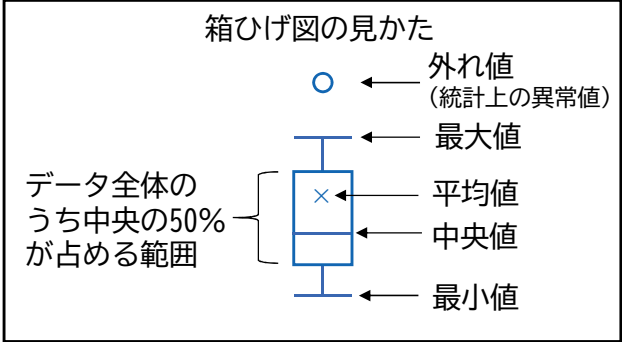 箱ひげ図の見かた
外れ値
（統計上の異常値）
最大値
データ全体の
うち中央の50%
が占める範囲
平均値
中央値
最小値